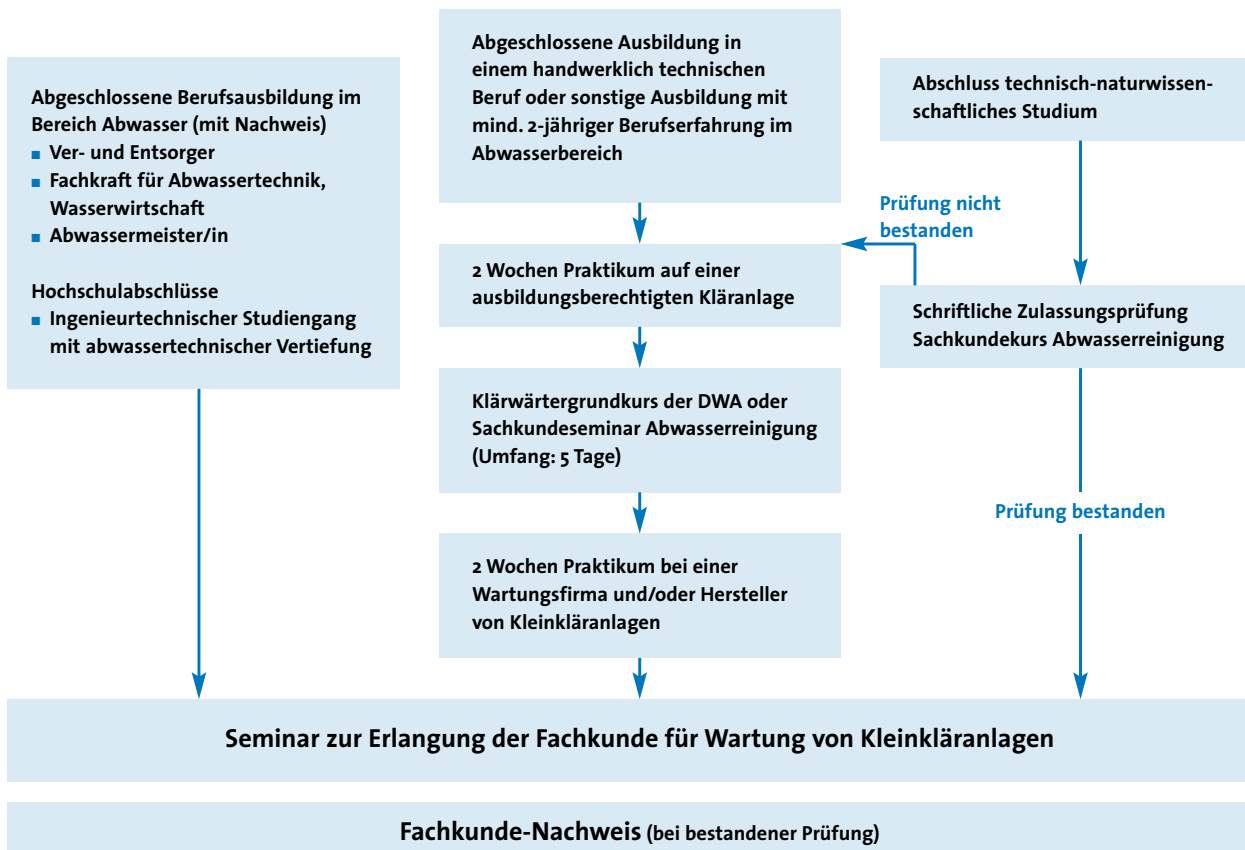 Abgeschlossene Berufsausbildung im
Bereich Abwasser (mit Nachweis)
■ Ver- und Entsorger
■ Fachkraft für Abwassertechnik,
Wasserwirtschaft
■ Abwassermeister/in
Hochschulabschlüsse
■ Ingenieurtechnischer Studiengang
mit abwassertechnischer Vertiefung
Abgeschlossene Ausbildung in
einem handwerklich technischen
Beruf oder sonstige Ausbildung mit
mind. 2-jähriger Berufserfahrung im
Abwasserbereich
2 Wochen Praktikum auf einer
ausbildungsberechtigten Kläranlage
Klärwärtergrundkurs der DWA oder
Sachkundeseminar Abwasserreinigung
(Umfang: 5 Tage)
2 Wochen Praktikum bei einer
Wartungsfirma und/oder Hersteller
von Kleinkläranlagen
Abschluss technisch-naturwissen-
schaftliches Studium
Prüfung nicht
bestanden
Schriftliche Zulassungsprüfung
Sachkundekurs Abwasserreinigung
Prüfung bestanden
Seminar zur Erlangung der Fachkunde für Wartung von Kleinkläranlagen
Fachkunde-Nachweis (bei bestandener Prüfung)